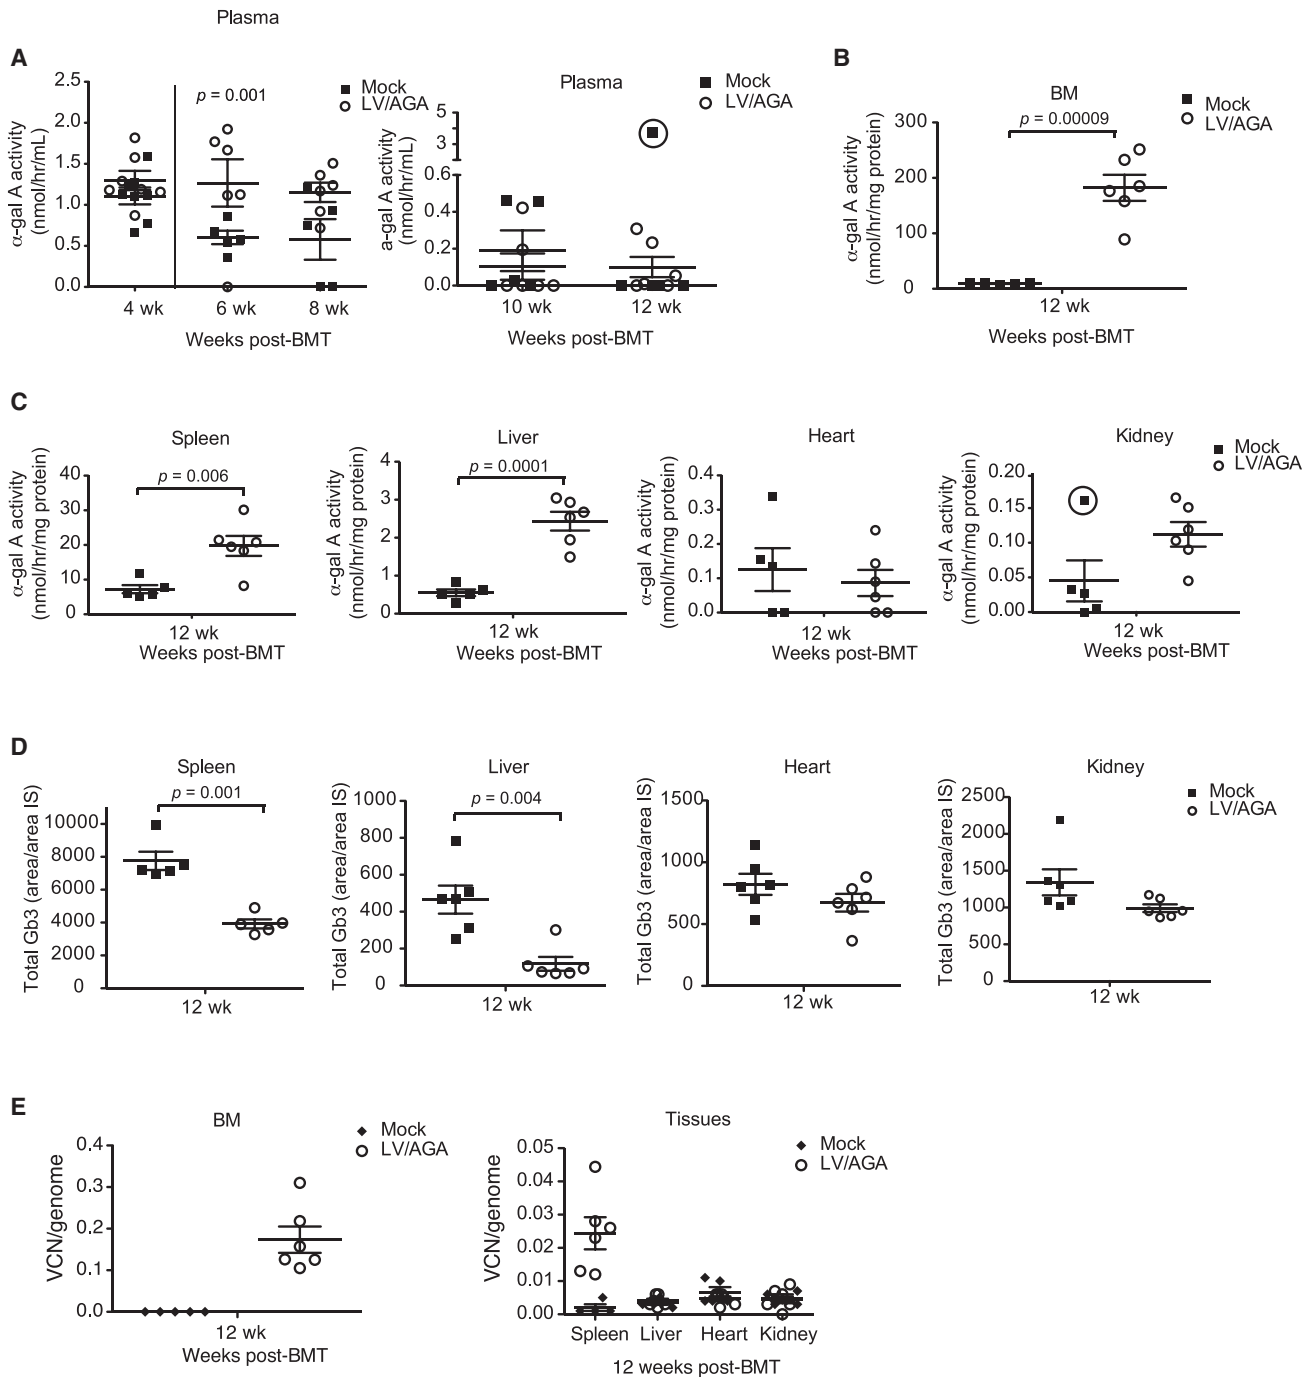 Plasma
A
α-gal A activity
(nmol/hr/mL)
2.5
2.0
1.5
1.0
0.5
0.0
p = 0.001
Mock
LV/AGA
4 wk 6 wk 8 wk
Weeks post-BMT
Plasma
a-gal A activity
(nmol/hr/mL)
5
3
1
0.6
0.4
0.2
0.0
Mock
LV/AGA
10 wk 12 wk
Weeks post-BMT
B
BM
α-gal A activity
(nmol/hr/mg protein)
300
200
100
0
p = 0.00009
Mock
LV/AGA
12 wk
Weeks post-BMT
C
Spleen
α-gal A activity
(nmol/hr/mg protein)
40
30
20
10
0
p = 0.006
12 wk
Weeks post-BMT
Liver
α-gal A activity
(nmol/hr/mg protein)
4
3
2
1
0
p = 0.0001
12 wk
Weeks post-BMT
Heart
α-gal A activity
(nmol/hr/mg protein)
0.4
0.3
0.2
0.1
0.0
12 wk
Weeks post-BMT
Kidney
α-gal A activity
(nmol/hr/mg protein)
0.20
0.15
0.10
0.05
0.00
Mock
LV/AGA
12 wk
Weeks post-BMT
D
Spleen
Total Gb3 (area/area IS)
10000
8000
6000
4000
2000
0
p = 0.001
12 wk
Liver
Total Gb3 (area/area IS)
1000
800
600
400
200
0
p = 0.004
12 wk
Heart
Total Gb3 (area/area IS)
1500
1000
500
0
12 wk
Kidney
Total Gb3 (area/area IS)
2500
2000
1500
1000
500
0
Mock
LV/AGA
12 wk
E
BM
VCN/genome
0.4
0.3
0.2
0.1
0.0
Mock
LV/AGA
12 wk
Weeks post-BMT
Tissues
VCN/genome
0.05
0.04
0.03
0.02
0.01
0.00
Mock
LV/AGA
Spleen Liver Heart Kidney
12 weeks post-BMT